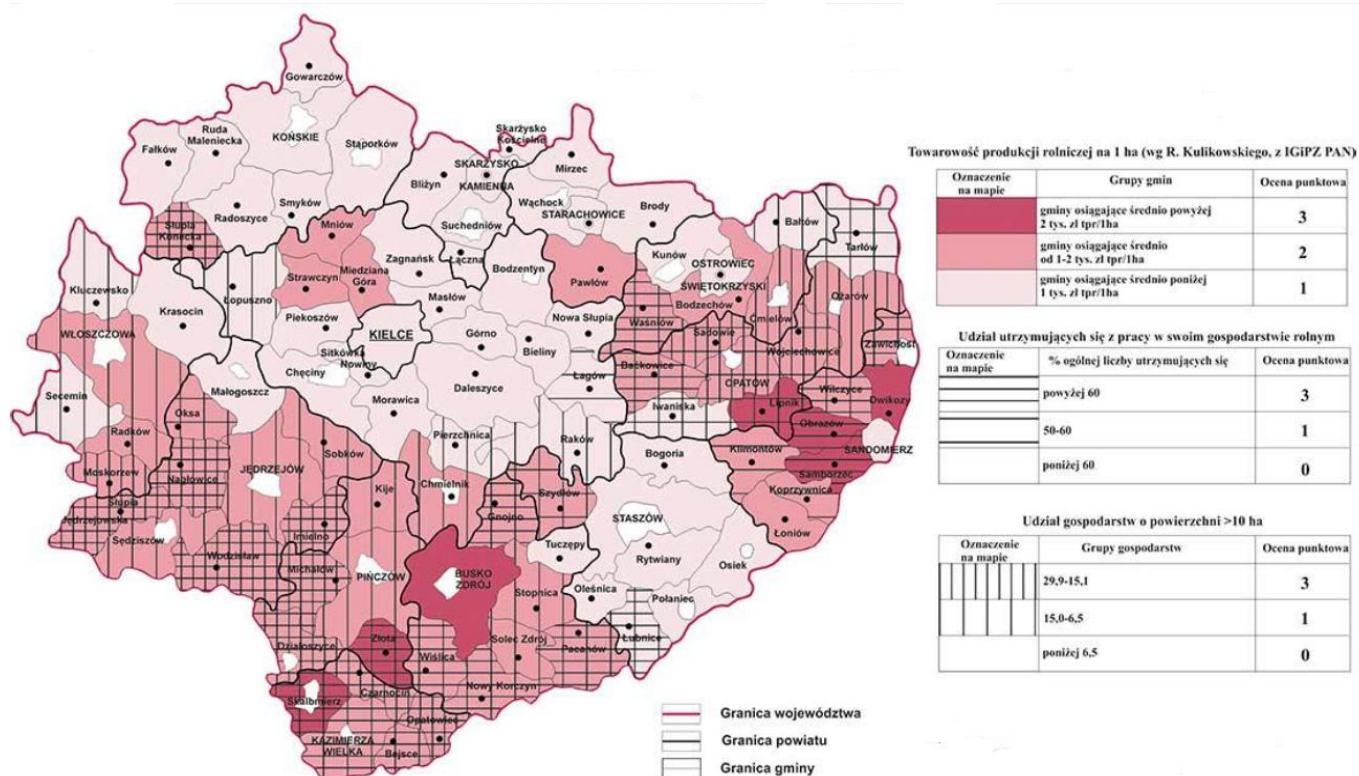 Gowarczów
Ruda
Maleniecka
KOŃSKIE
Fałków
Stąporków
Skarżysko
Kościelne
SKARŻYSKO
KAMIENNA
Mirzec
Bliżyn
Radoszyce
Smyków
Wąchock
STARACHOWICE
Brody
Bałtów
Słupia
Konecka
Mniów
Suchedniów
Tarłów
Zagnańsk
Łączna
Bodzentyn
Kunów
OSTROWIEC
ŚWIĘTOKRZYSKI
Strawczyn
Miedziana
Góra
Pawłów
Bodzechów
Ożarów
Kluczewsko
Łopuszno
Masłów
Krasocin
Piekoszów
KIELCE
Nowa Słupia
Waśniów
Ćmielów
WŁOSZCZOWA
Górno
Bieliny
Sadowie
Wojciechowice
Zawichost
Sitkówka
Nowiny
Chęciny
Daleszyce
Łagów
Baćkowice
OPATÓW
Wilczyce
Dwikozy
Secemin
Małogoszcz
Morawica
Iwaniska
Lipnik
Oksa
Obrazów
Radków
Pierzchnica
Raków
SANDOMIERZ
Sobków
Bogoria
Klimontów
Samborzec
Moskorzew
Nagłowice
JĘDRZEJÓW
Kije
Chmielnik
Szydłów
Koprzywnica
Słupia
Jędrzejowska
Gnojno
STASZÓW
Łoniów
Sędziszów
Imielno
Tuczępy
Rytwiany
Osiek
Wodzisław
Michałów
PIŃCZÓW
BUSKO
ZDRÓJ
Stopnica
Oleśnica
Połaniec
Działoszyce
Złota
Solec Zdrój
Pacanów
Łubnice
Wiślica
Skalbmierz
Czarnocin
Nowy Korczyn
Opatowiec
KAZIMIERZA
WIELKA
Bejsce
Granica województwa
Granica powiatu
Granica gminy
Towarowość produkcji rolniczej na 1 ha (wg R. Kulikowskiego, z IGiPZ PAN)
Oznaczenie
na mapie
Grupy gmin
Ocena punktowa
gminy osiągające średnio powyżej
2 tys. zł tpr/1ha
3
gminy osiągające średnio
od 1-2 tys. zł tpr/1ha
2
gminy osiągające średnio poniżej
1 tys. zł tpr/1ha
1
Udział utrzymujących się z pracy w swoim gospodarstwie rolnym
Oznaczenie
na mapie
% ogólnej liczby utrzymujących się
Ocena punktowa
powyżej 60
3
50-60
1
poniżej 60
0
Udział gospodarstw o powierzchni >10 ha
Oznaczenie
na mapie
Grupy gospodarstw
Ocena punktowa
29,9-15,1
3
15,0-6,5
1
poniżej 6,5
0